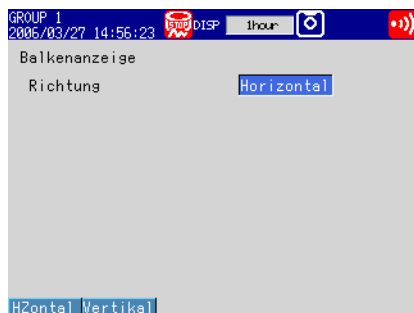 GROUP 1
2006/03/27 14:56:23 STOP DISP 1hour
Balkenanzeige
Richtung Horizontal
HZontal Vertikal